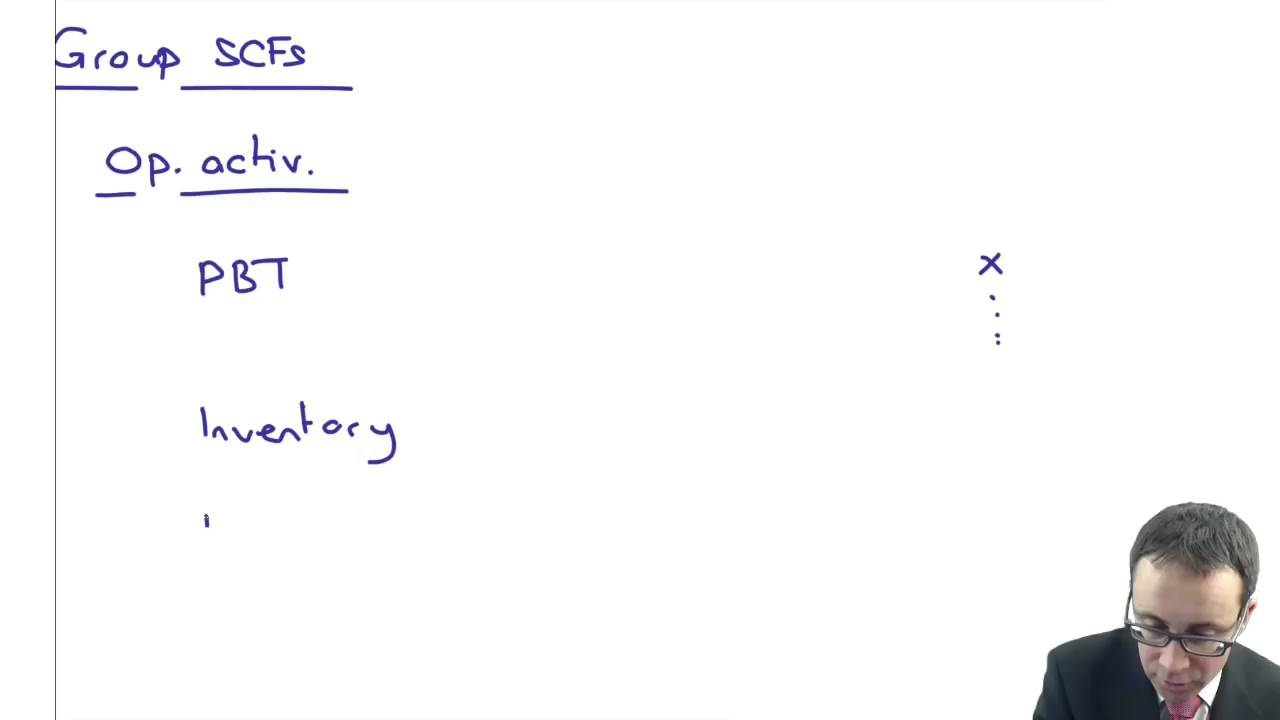 Group SCFs
Op. activ.
PBT x
Inventory